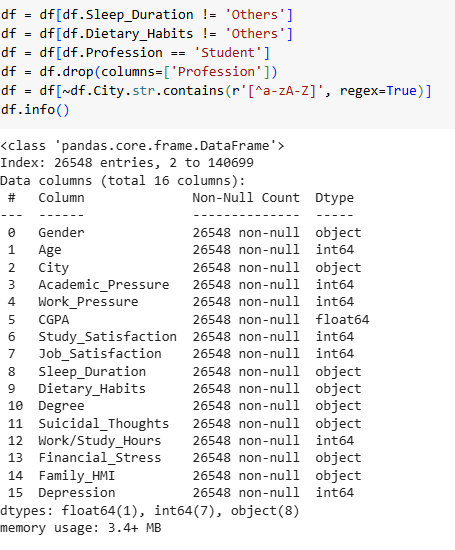 df = df[df.Sleep_Duration != 'Others']
df = df[df.Dietary_Habits != 'Others']
df = df[df.Profession == 'Student']
df = df.drop(columns=['Profession'])
df = df[~df.City.str.contains(r'[^a-zA-Z]', regex=True)]
df.info()
<class 'pandas.core.frame.DataFrame'>
Index: 26548 entries, 2 to 140699
Data columns (total 16 columns):
 #   Column              Non-Null Count  Dtype
---  ------              --------------  -----
 0   Gender              26548 non-null  object
 1   Age                 26548 non-null  int64
 2   City                26548 non-null  object
 3   Academic_Pressure   26548 non-null  int64
 4   Work_Pressure       26548 non-null  int64
 5   CGPA                26548 non-null  float64
 6   Study_Satisfaction  26548 non-null  int64
 7   Job_Satisfaction    26548 non-null  int64
 8   Sleep_Duration      26548 non-null  object
 9   Dietary_Habits      26548 non-null  object
 10  Degree              26548 non-null  object
 11  Suicidal_Thoughts   26548 non-null  object
 12  Work/Study_Hours    26548 non-null  int64
 13  Financial_Stress    26548 non-null  object
 14  Family_HMI          26548 non-null  object
 15  Depression          26548 non-null  int64
dtypes: float64(1), int64(7), object(8)
memory usage: 3.4+ MB